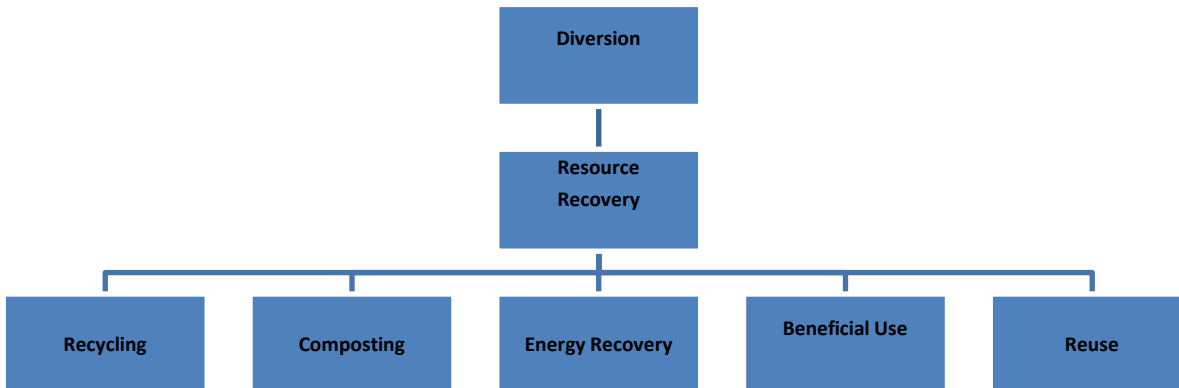 Diversion
Resource
Recovery
Recycling
Composting
Energy Recovery
Beneficial Use
Reuse